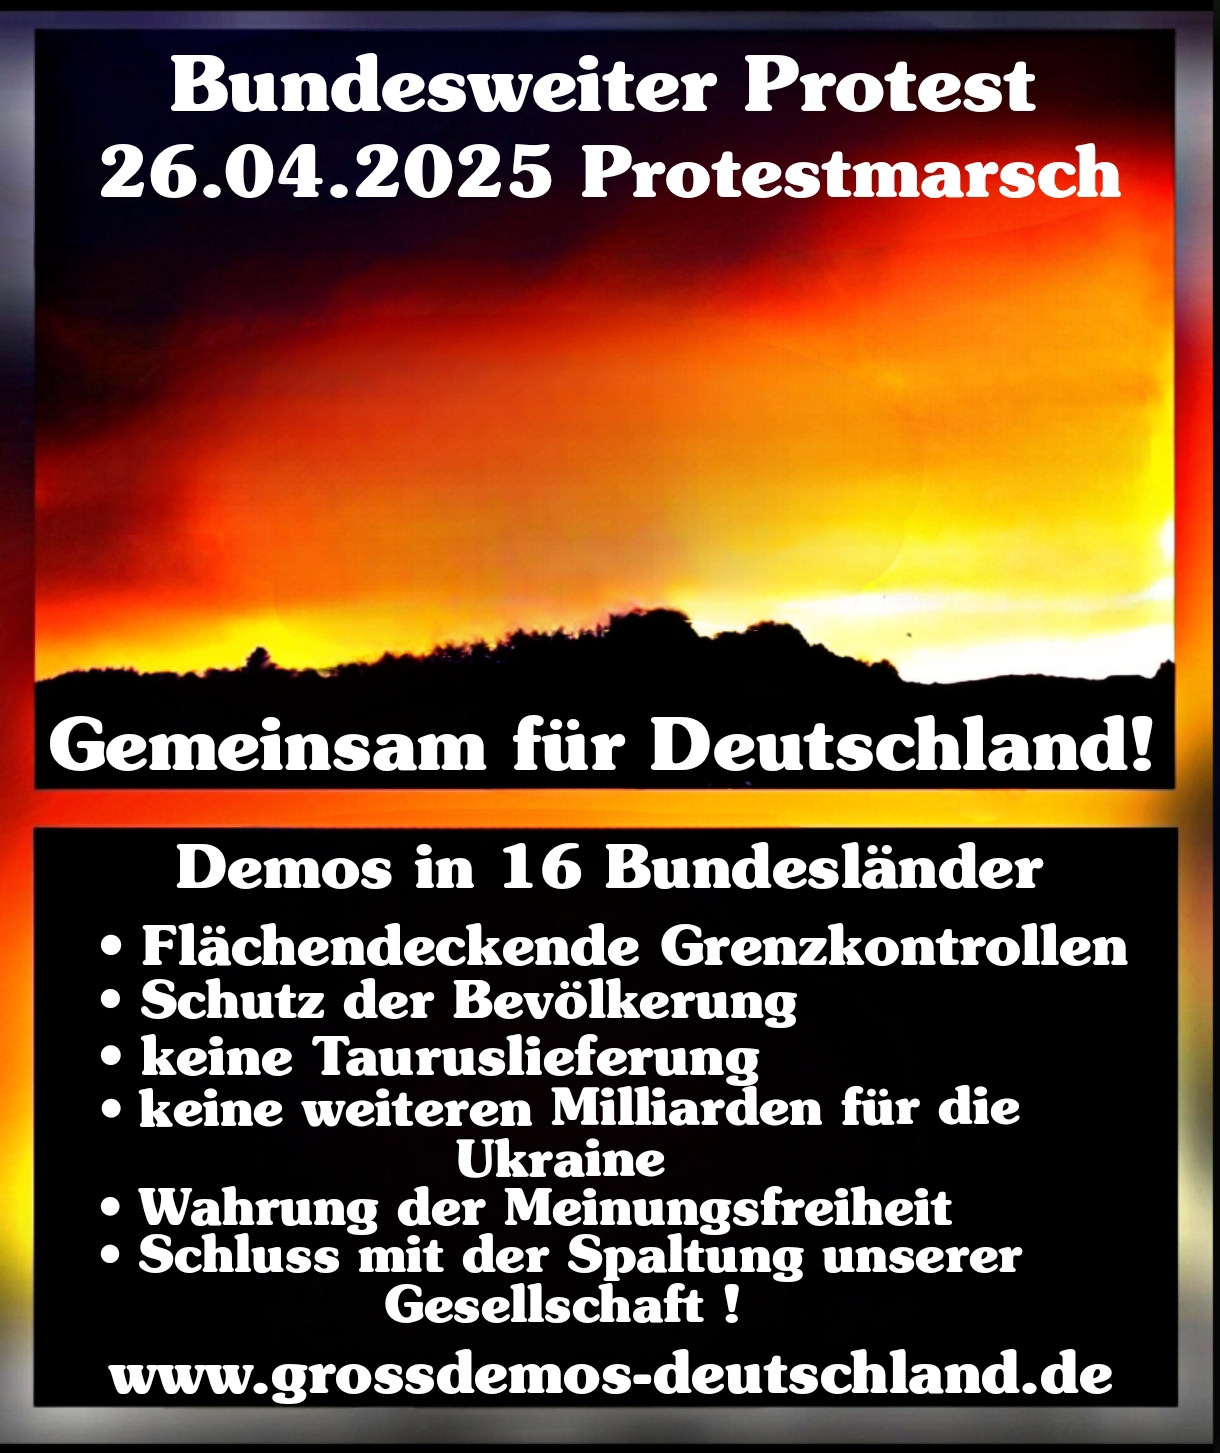 Bundesweiter Protest
26.04.2025 Protestmarsch
Gemeinsam für Deutschland!
Demos in 16 Bundesländer
• Flächendeckende Grenzkontrollen
• Schutz der Bevölkerung
• keine Tauruslieferung
• keine weiteren Milliarden für die
Ukraine
• Wahrung der Meinungsfreiheit
• Schluss mit der Spaltung unserer
Gesellschaft !
www.grossdemos-deutschland.de